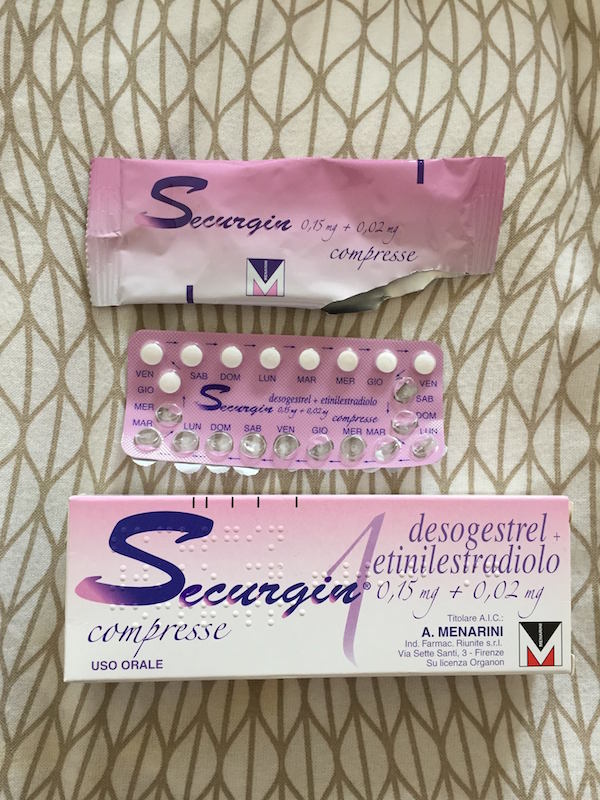 Securgin 0,15 mg + 0,02 mg
compresse
MENARINI
VEN SAB DOM LUN MAR MER GIO VEN
GIO SAB
desogestrel + etinilestradiolo
Securgin 0,15 mg + 0,02 mg
compresse
MER DOM
MAR LUN DOM SAB VEN GIO MER MAR LUN
desogestrel +
etinilestradiolo
Securgin® 0,15 mg + 0,02 mg
compresse
USO ORALE
Titolare A.I.C.:
A. MENARINI
Ind. Farmac. Riunite s.r.l.
Via Sette Santi, 3 - Firenze
Su licenza Organon
MENARINI